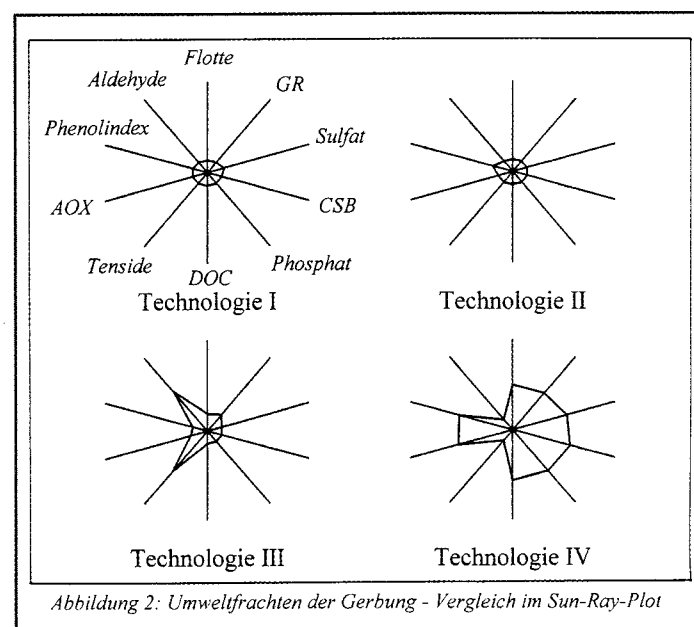 Flotte
Aldehyde
GR
Phenolindex
Sulfat
AOX
CSB
Tenside
Phosphat
DOC
Technologie I
Technologie II
Technologie III
Technologie IV
Abbildung 2: Umweltfrachten der Gerbung - Vergleich im Sun-Ray-Plot